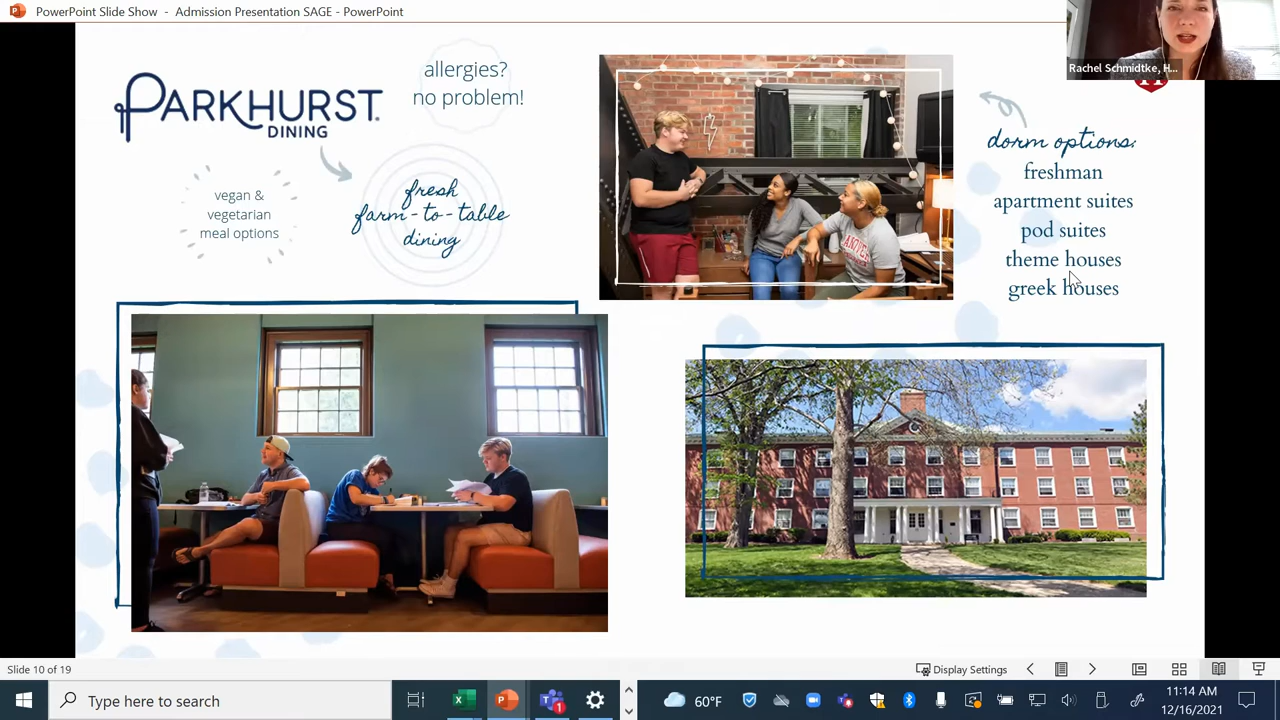 PowerPoint Slide Show - Admission Presentation SAGE - PowerPoint
Rachel Schmidtke, H...
PARKHURST
DINING
allergies?
no problem!
vegan &
vegetarian
meal options
fresh
farm-to-table
dining
dorm options:
freshman
apartment suites
pod suites
theme houses
greek houses
Slide 10 of 19
Display Settings
Type here to search
60°F
11:14 AM
12/16/2021